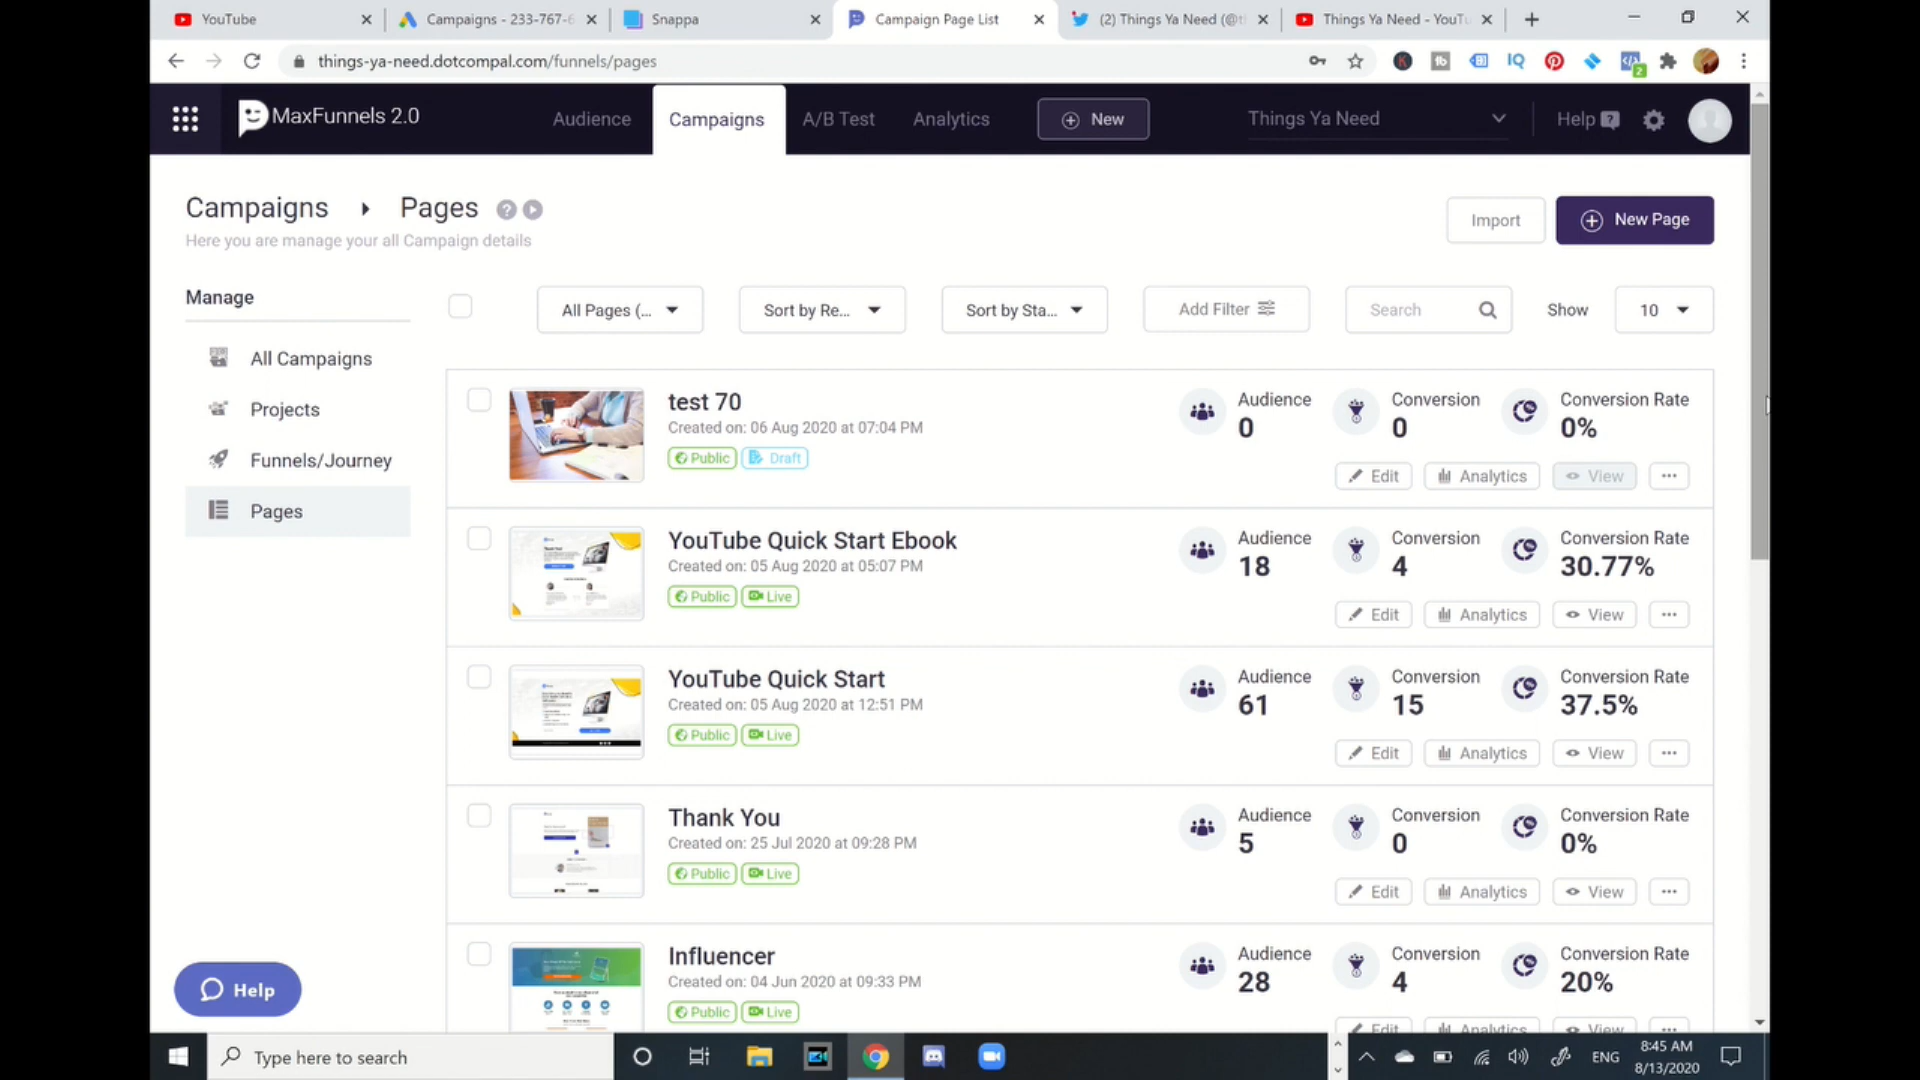 YouTube
Campaigns - 233-767-6
Snappa
Campaign Page List
(2) Things Ya Need (@t
Things Ya Need - YouTu
things-ya-need.dotcompal.com/funnels/pages
MaxFunnels 2.0
Audience
Campaigns
A/B Test
Analytics
New
Things Ya Need
Help
Campaigns
Pages
Here you are manage your all Campaign details
Import
New Page
Manage
All Campaigns
Projects
Funnels/Journey
Pages
All Pages (...
Sort by Re...
Sort by Sta...
Add Filter
Search
Show
10
test 70
Created on: 06 Aug 2020 at 07:04 PM
Public
Draft
Audience
0
Conversion
0
Conversion Rate
0%
Edit
Analytics
View
YouTube Quick Start Ebook
Created on: 05 Aug 2020 at 05:07 PM
Public
Live
Audience
18
Conversion
4
Conversion Rate
30.77%
Edit
Analytics
View
YouTube Quick Start
Created on: 05 Aug 2020 at 12:51 PM
Public
Live
Audience
61
Conversion
15
Conversion Rate
37.5%
Edit
Analytics
View
Thank You
Created on: 25 Jul 2020 at 09:28 PM
Public
Live
Audience
5
Conversion
0
Conversion Rate
0%
Edit
Analytics
View
Influencer
Created on: 04 Jun 2020 at 09:33 PM
Public
Live
Audience
28
Conversion
4
Conversion Rate
20%
Edit
Analytics
View
Help
Type here to search
ENG
8:45 AM
8/13/2020